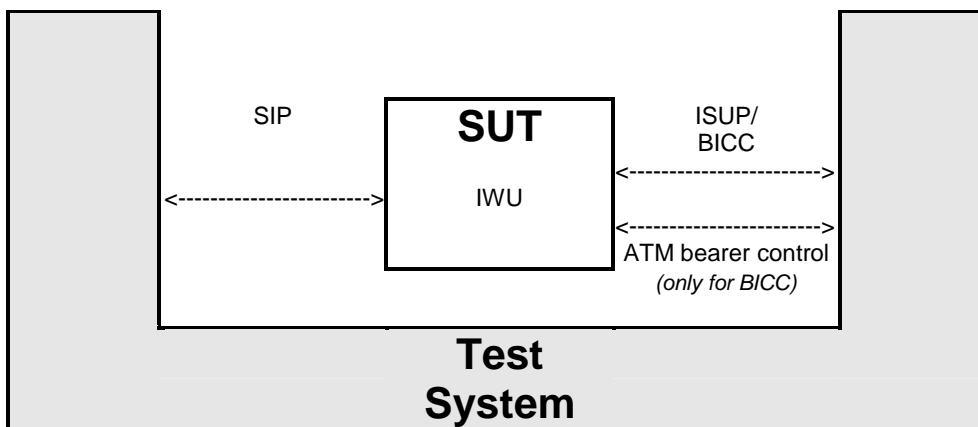 SIP
SUT
IWU
ISUP/
BICC
<----------------------->
<----------------------->
<----------------------->
ATM bearer control
(only for BICC)
Test
System